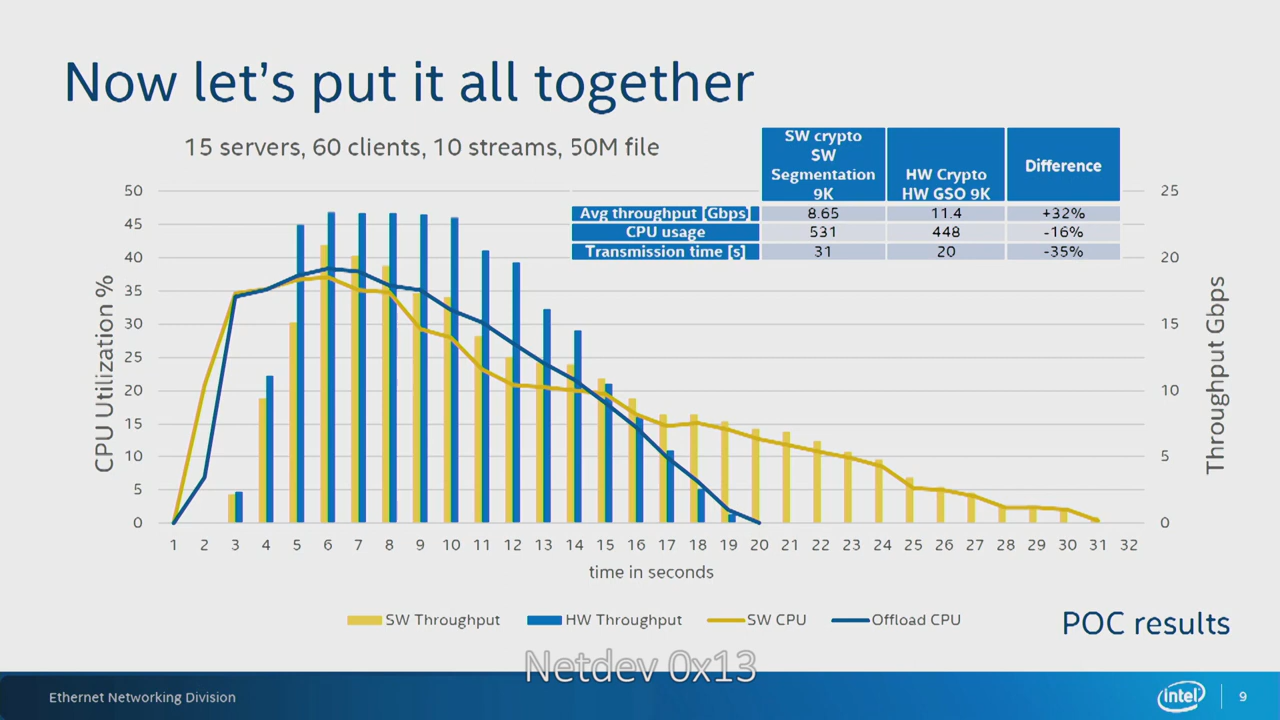 Now let's put it all together
15 servers, 60 clients, 10 streams, 50M file
SW crypto
SW
Segmentation
9K
HW Crypto
HW GSO 9K
Difference
Avg throughput [Gbps] 8.65 11.4 +32%
CPU usage 531 448 -16%
Transmission time [s] 31 20 -35%
50
45
40
35
30
25
20
15
10
5
0
CPU Utilization %
25
20
15
10
5
0
Throughput Gbps
1 2 3 4 5 6 7 8 9 10 11 12 13 14 15 16 17 18 19 20 21 22 23 24 25 26 27 28 29 30 31 32
time in seconds
SW Throughput HW Throughput SW CPU Offload CPU
POC results
Netdev 0x13
Ethernet Networking Division
intel
9